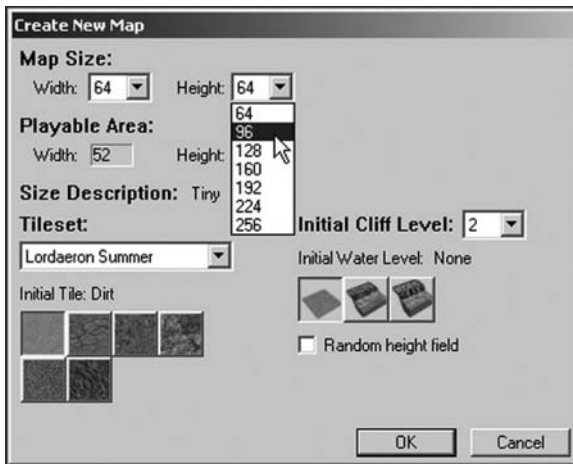 Create New Map
Map Size:
Width: 64 Height: 64
64
96
128
160
192
224
256
Playable Area:
Width: 52 Height:
Size Description: Tiny
Tileset:
Lordaeron Summer
Initial Tile: Dirt
Initial Cliff Level: 2
Initial Water Level: None
Random height field
OK Cancel